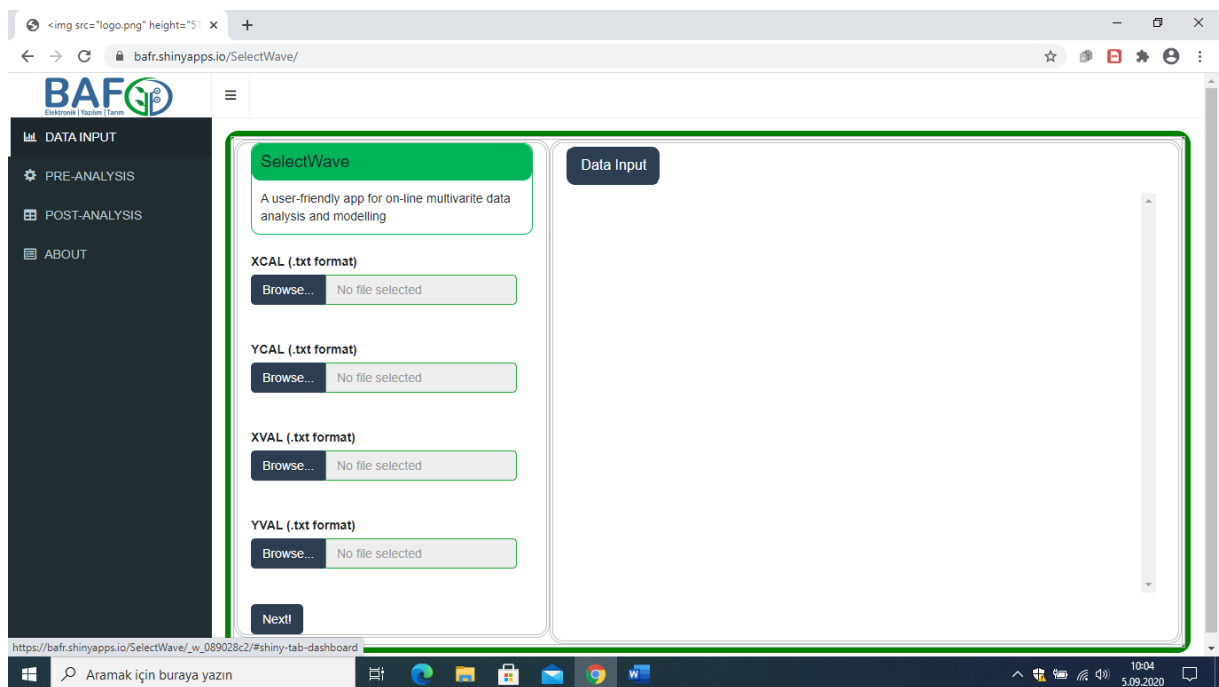 <img src="logo.png" height="51
bafr.shinyapps.io/SelectWave/
BAF
Elektronik | Yazılım | Tarım
DATA INPUT
PRE-ANALYSIS
POST-ANALYSIS
ABOUT
SelectWave
A user-friendly app for on-line multivarite data
analysis and modelling
XCAL (.txt format)
Browse... No file selected
YCAL (.txt format)
Browse... No file selected
XVAL (.txt format)
Browse... No file selected
YVAL (.txt format)
Browse... No file selected
Next!
Data Input
https://bafr.shinyapps.io/SelectWave/_w_089028c2/#shiny-tab-dashboard
Aramak için buraya yazın
10:04
5.09.2020